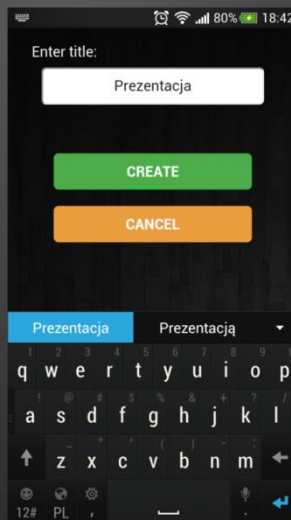 80% 18:42
Enter title:
Prezentacja
CREATE
CANCEL
Prezentacja Prezentacją
1 2 3 4 5 6 7 8 9 0
q w e r t y u i o p
! @ # $ % & + ? /
a s d f g h j k l
_ " ' ( ) - : 
z x c v b n m
12# PL , .